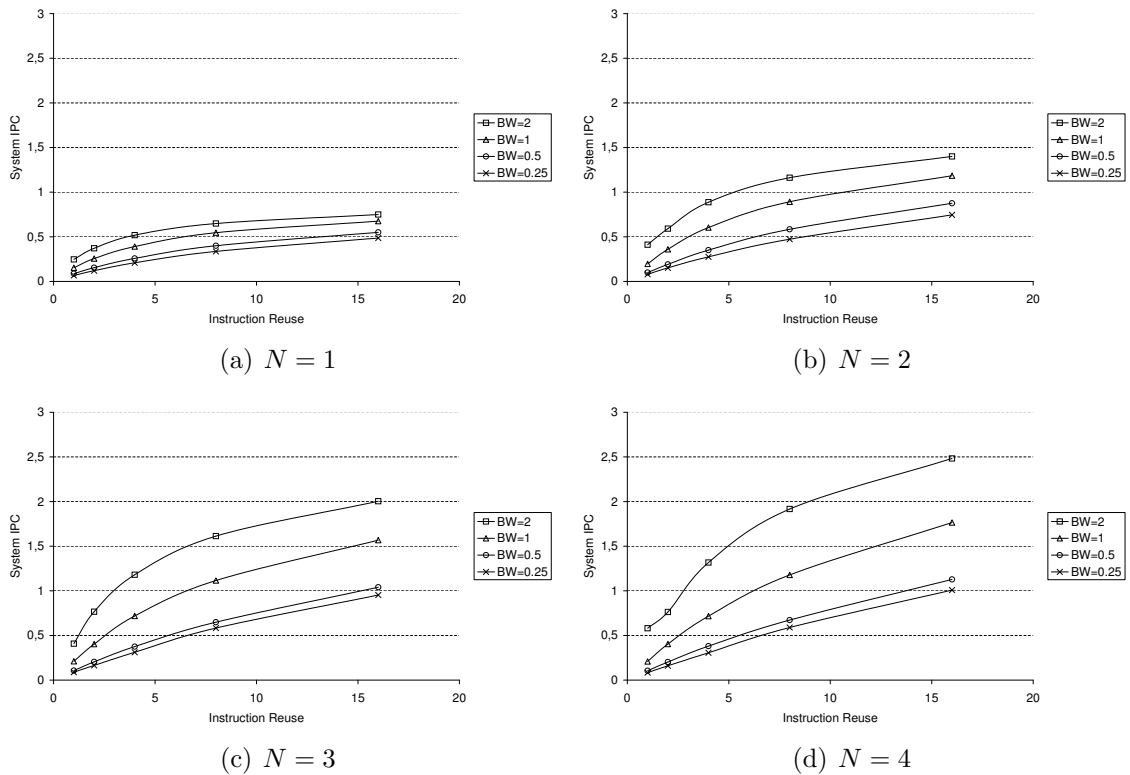 3
2,5
2
1,5
1
0,5
0
System IPC
0 5 10 15 20
Instruction Reuse
BW=2
BW=1
BW=0.5
BW=0.25
(a) N = 1
3
2,5
2
1,5
1
0,5
0
System IPC
0 5 10 15 20
Instruction Reuse
BW=2
BW=1
BW=0.5
BW=0.25
(b) N = 2
3
2,5
2
1,5
1
0,5
0
System IPC
0 5 10 15 20
Instruction Reuse
BW=2
BW=1
BW=0.5
BW=0.25
(c) N = 3
3
2,5
2
1,5
1
0,5
0
System IPC
0 5 10 15 20
Instruction Reuse
BW=2
BW=1
BW=0.5
BW=0.25
(d) N = 4